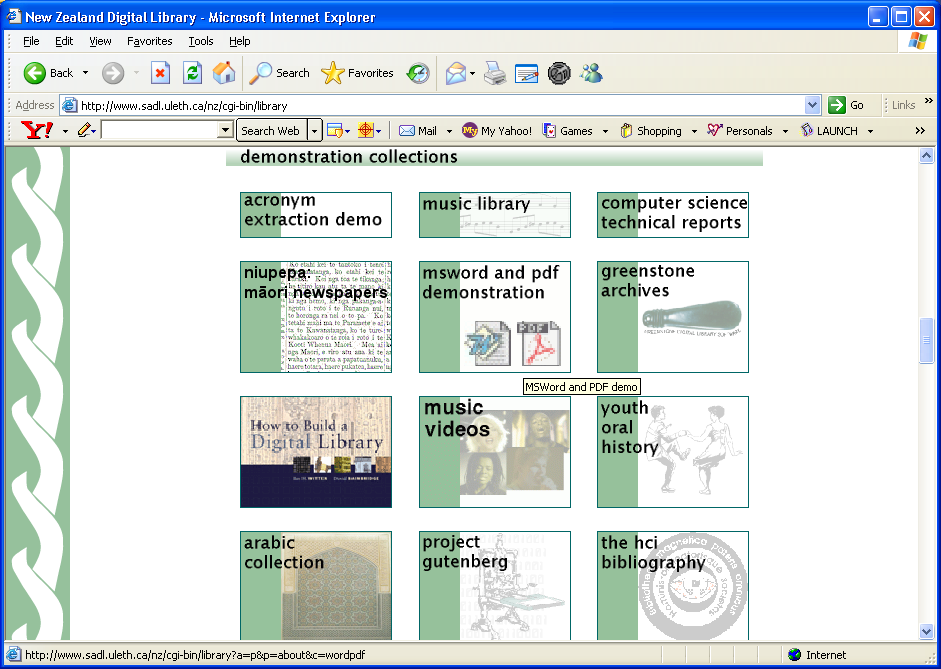 New Zealand Digital Library - Microsoft Internet Explorer
File Edit View Favorites Tools Help
Back Search Favorites
Address http://www.sadl.uleth.ca/nz/cgi-bin/library Go Links »
Y! Search Web Mail My Yahoo! Games Shopping Personals LAUNCH »
demonstration collections
acronym
extraction demo
music library
computer science
technical reports
niupepa:
māori newspapers
msword and pdf
demonstration
PDF
greenstone
archives
MSWord and PDF demo
How to Build a
Digital Library
music
videos
youth
oral
history
arabic
collection
project
gutenberg
the hci
bibliography
http://www.sadl.uleth.ca/nz/cgi-bin/library?a=p&p=about&c=wordpdf Internet